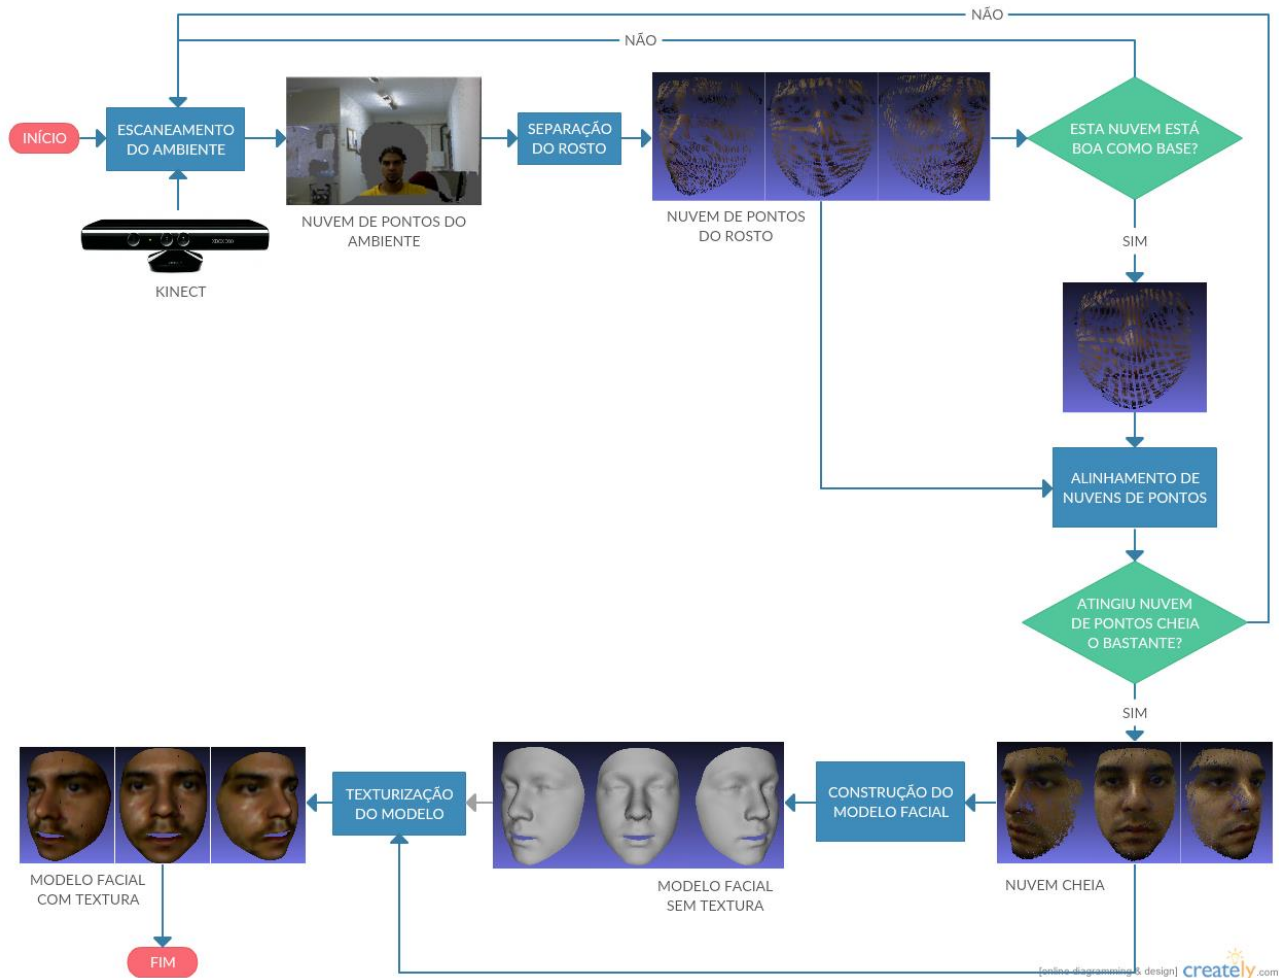 NÃO
NÃO
INÍCIO
ESCANEAMENTO
DO AMBIENTE
SEPARAÇÃO
DO ROSTO
ESTA NUVEM ESTÁ
BOA COMO BASE?
NUVEM DE PONTOS DO
AMBIENTE
NUVEM DE PONTOS
DO ROSTO
XBOX 360
KINECT
SIM
ALINHAMENTO DE
NUVENS DE PONTOS
ATINGIU NUVEM
DE PONTOS CHEIA
O BASTANTE?
SIM
TEXTURIZAÇÃO
DO MODELO
CONSTRUÇÃO DO
MODELO FACIAL
MODELO FACIAL
COM TEXTURA
MODELO FACIAL
SEM TEXTURA
NUVEM CHEIA
FIM
[online diagramming & design] creately.com